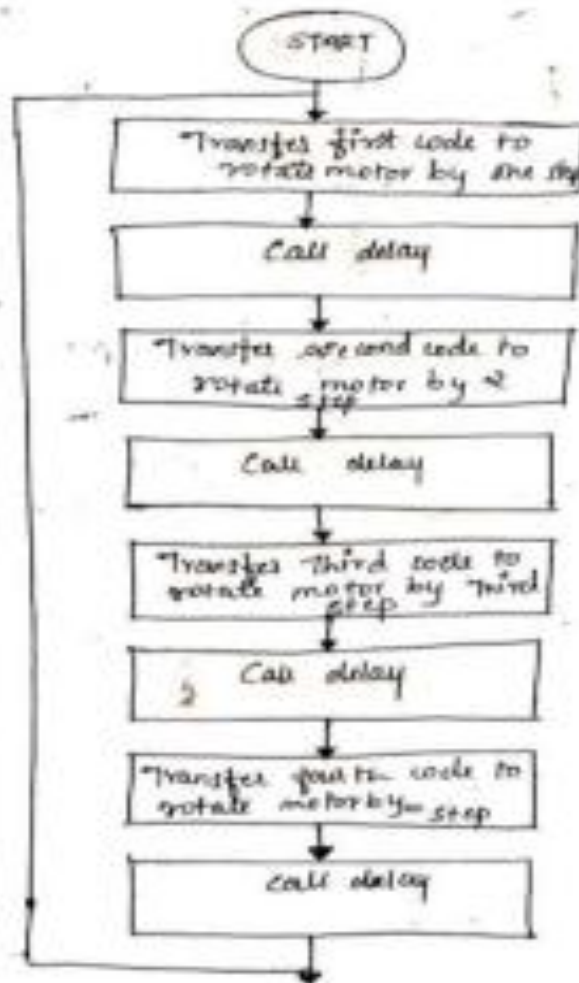 START
Transfer first code to
rotate motor by one step
Call delay
Transfer second code to
rotate motor by 2
step
Call delay
Transfer Third code to
rotate motor by Third
step
Call delay
Transfer fourth code to
rotate motor by step
Call delay